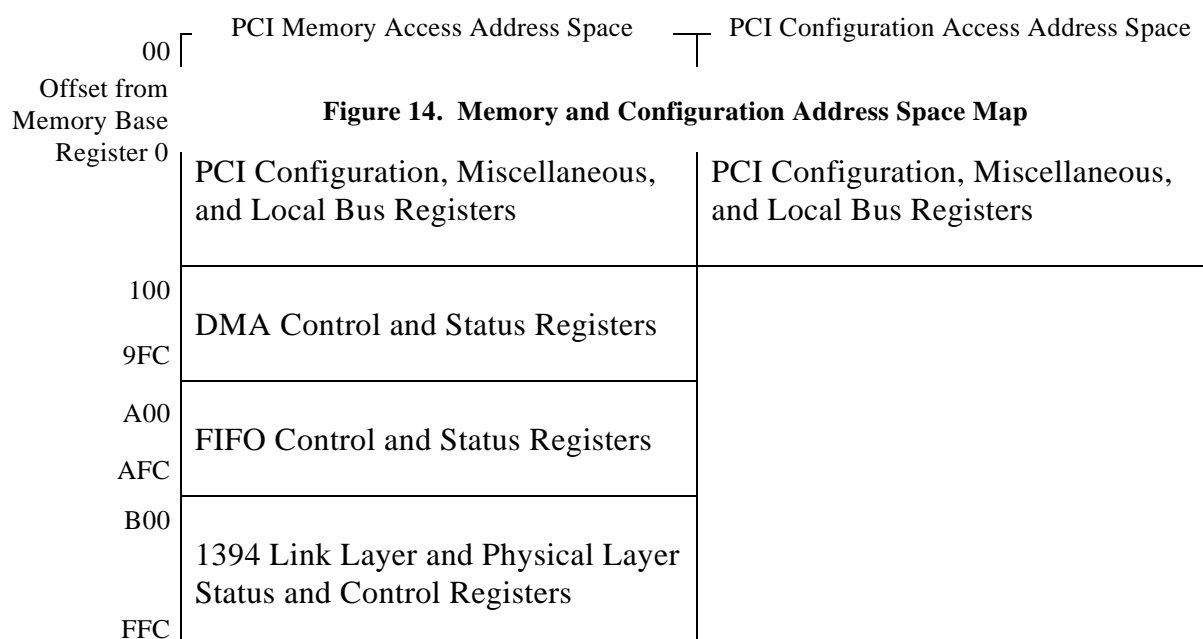 PCI Memory Access Address Space
PCI Configuration Access Address Space
00
Offset from
Memory Base
Register 0
Figure 14. Memory and Configuration Address Space Map
PCI Configuration, Miscellaneous,
and Local Bus Registers
PCI Configuration, Miscellaneous,
and Local Bus Registers
100
DMA Control and Status Registers
9FC
A00
FIFO Control and Status Registers
AFC
B00
1394 Link Layer and Physical Layer
Status and Control Registers
FFC